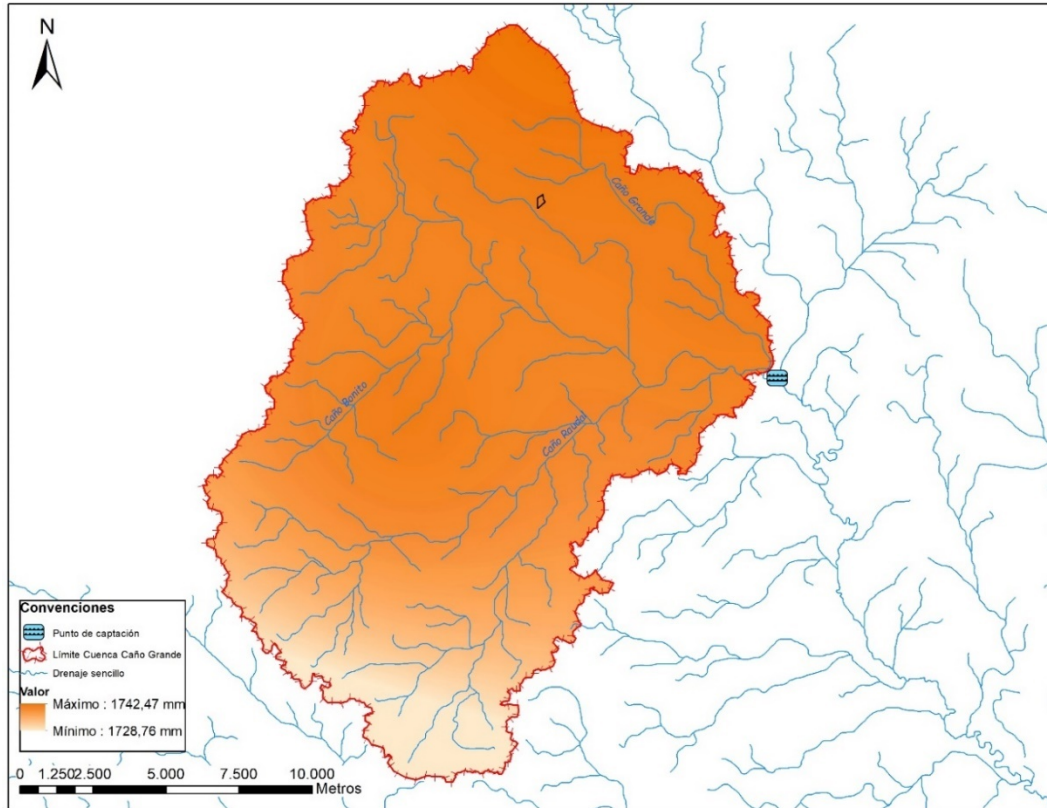 N
Caño Grande
Caño Bonito
Caño Raudal
Convenciones
Punto de captación
Límite Cuenca Caño Grande
Drenaje sencillo
Valor
Máximo : 1742,47 mm
Mínimo : 1728,76 mm
0 1.250 2.500 5.000 7.500 10.000
Metros